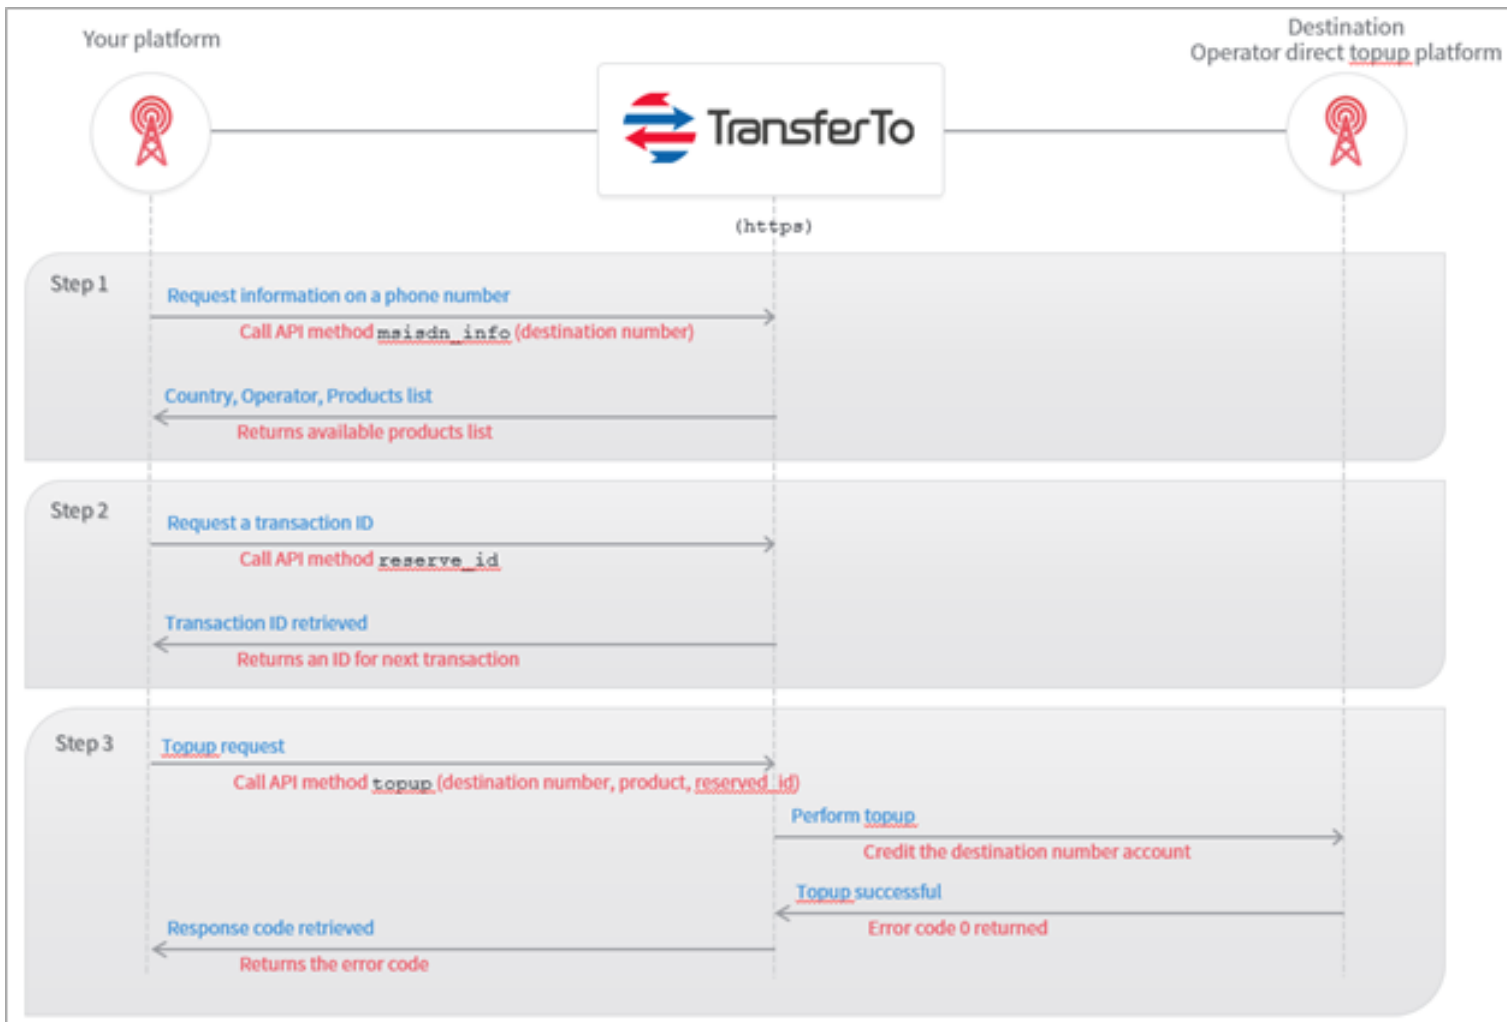 Your platform
Destination
Operator direct topup platform
TransferTo
(https)
Step 1
Request information on a phone number
Call API method msisdn_info (destination number)
Country, Operator, Products list
Returns available products list
Step 2
Request a transaction ID
Call API method reserve_id
Transaction ID retrieved
Returns an ID for next transaction
Step 3
Topup request
Call API method topup (destination number, product, reserved_id)
Perform topup
Credit the destination number account
Topup successful
Error code 0 returned
Response code retrieved
Returns the error code